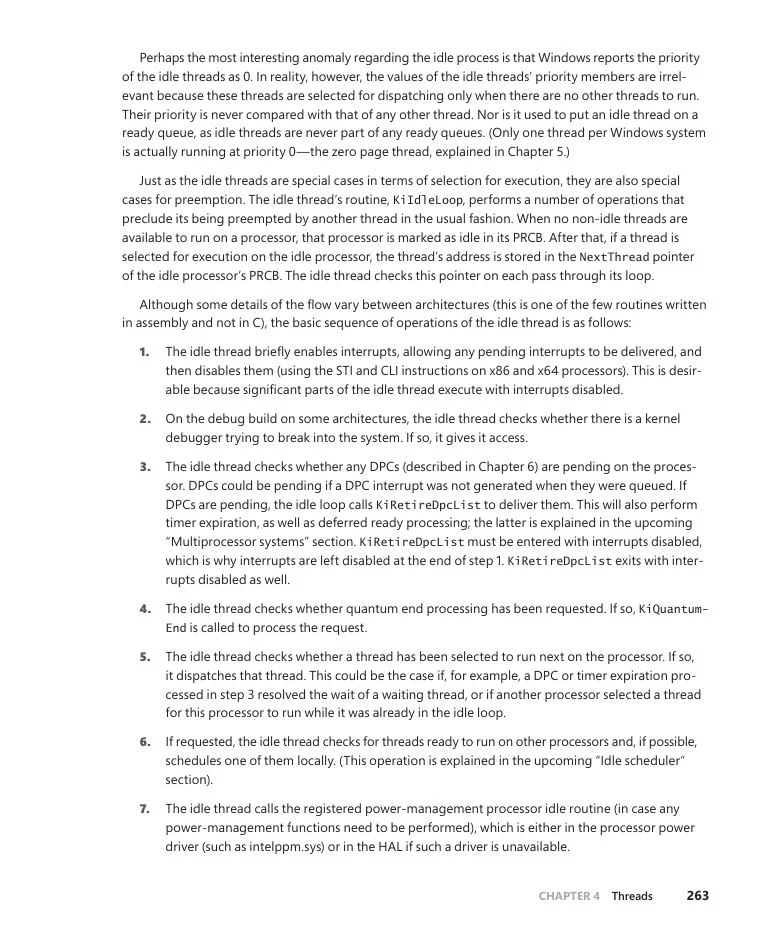 Perhaps the most interesting anomaly regarding the idle process is that Windows reports the priority
of the idle threads as 0. In reality, however, the values of the idle threads’ priority members are irrel-
evant because these threads are selected for dispatching only when there are no other threads to run.
Their priority is never compared with that of any other thread. Nor is it used to put an idle thread on a
ready queue, as idle threads are never part of any ready queues. (Only one thread per Windows system
is actually running at priority 0—the zero page thread, explained in Chapter 5.)
Just as the idle threads are special cases in terms of selection for execution, they are also special
cases for preemption. The idle thread’s routine, KiIdleLoop, performs a number of operations that
preclude its being preempted by another thread in the usual fashion. When no non-idle threads are
available to run on a processor, that processor is marked as idle in its PRCB. After that, if a thread is
selected for execution on the idle processor, the thread’s address is stored in the NextThread pointer
of the idle processor’s PRCB. The idle thread checks this pointer on each pass through its loop.
Although some details of the flow vary between architectures (this is one of the few routines written
in assembly and not in C), the basic sequence of operations of the idle thread is as follows:
1. The idle thread briefly enables interrupts, allowing any pending interrupts to be delivered, and
then disables them (using the STI and CLI instructions on x86 and x64 processors). This is desir-
able because significant parts of the idle thread execute with interrupts disabled.
2. On the debug build on some architectures, the idle thread checks whether there is a kernel
debugger trying to break into the system. If so, it gives it access.
3. The idle thread checks whether any DPCs (described in Chapter 6) are pending on the proces-
sor. DPCs could be pending if a DPC interrupt was not generated when they were queued. If
DPCs are pending, the idle loop calls KiRetireDpcList to deliver them. This will also perform
timer expiration, as well as deferred ready processing; the latter is explained in the upcoming
“Multiprocessor systems” section. KiRetireDpcList must be entered with interrupts disabled,
which is why interrupts are left disabled at the end of step 1. KiRetireDpcList exits with inter-
rupts disabled as well.
4. The idle thread checks whether quantum end processing has been requested. If so, KiQuantum-
End is called to process the request.
5. The idle thread checks whether a thread has been selected to run next on the processor. If so,
it dispatches that thread. This could be the case if, for example, a DPC or timer expiration pro-
cessed in step 3 resolved the wait of a waiting thread, or if another processor selected a thread
for this processor to run while it was already in the idle loop.
6. If requested, the idle thread checks for threads ready to run on other processors and, if possible,
schedules one of them locally. (This operation is explained in the upcoming “Idle scheduler”
section).
7. The idle thread calls the registered power-management processor idle routine (in case any
power-management functions need to be performed), which is either in the processor power
driver (such as intelppm.sys) or in the HAL if such a driver is unavailable.
CHAPTER 4 Threads 263